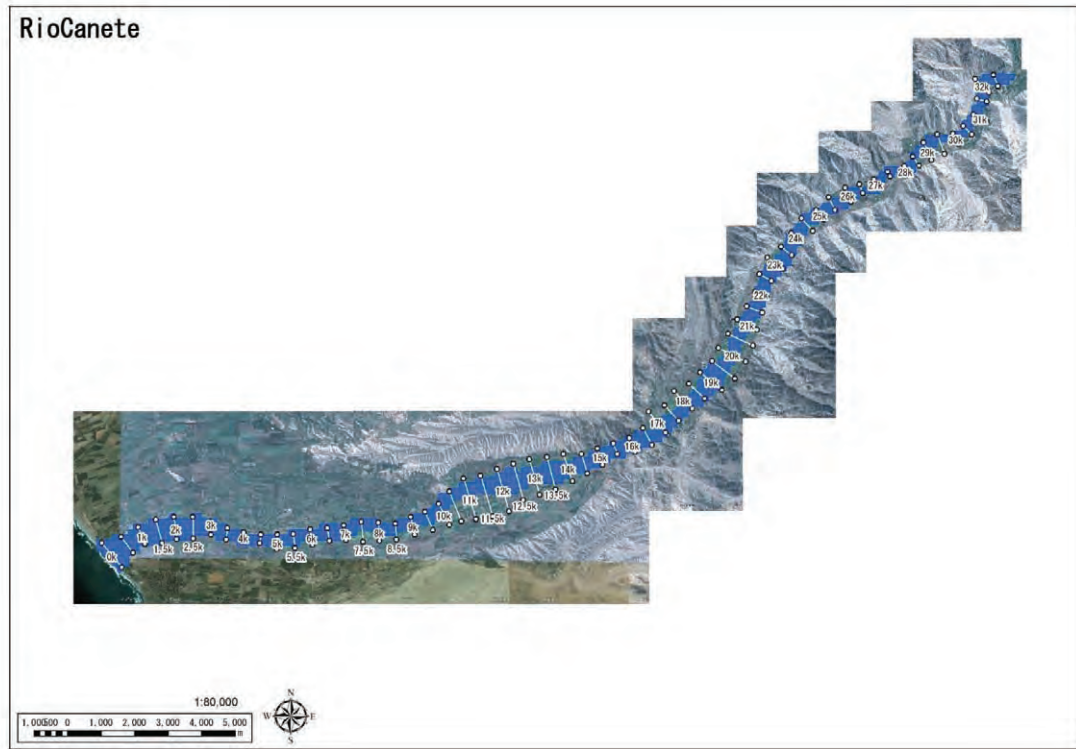 RioCanete
32k
31k
30k
29k
28k
27k
26k
25k
24k
23k
22k
21k
20k
19k
18k
17k
16k
15k
14k
13k
13.5k
12k
12.5k
11k
11.5k
10k
9k
8k
8.5k
7k
7.5k
6k
5.5k
5k
4k
3k
2k
2.5k
1k
1.5k
0k
1:80,000
1,000500 0 1,000 2,000 3,000 4,000 5,000
m
N
W E
S